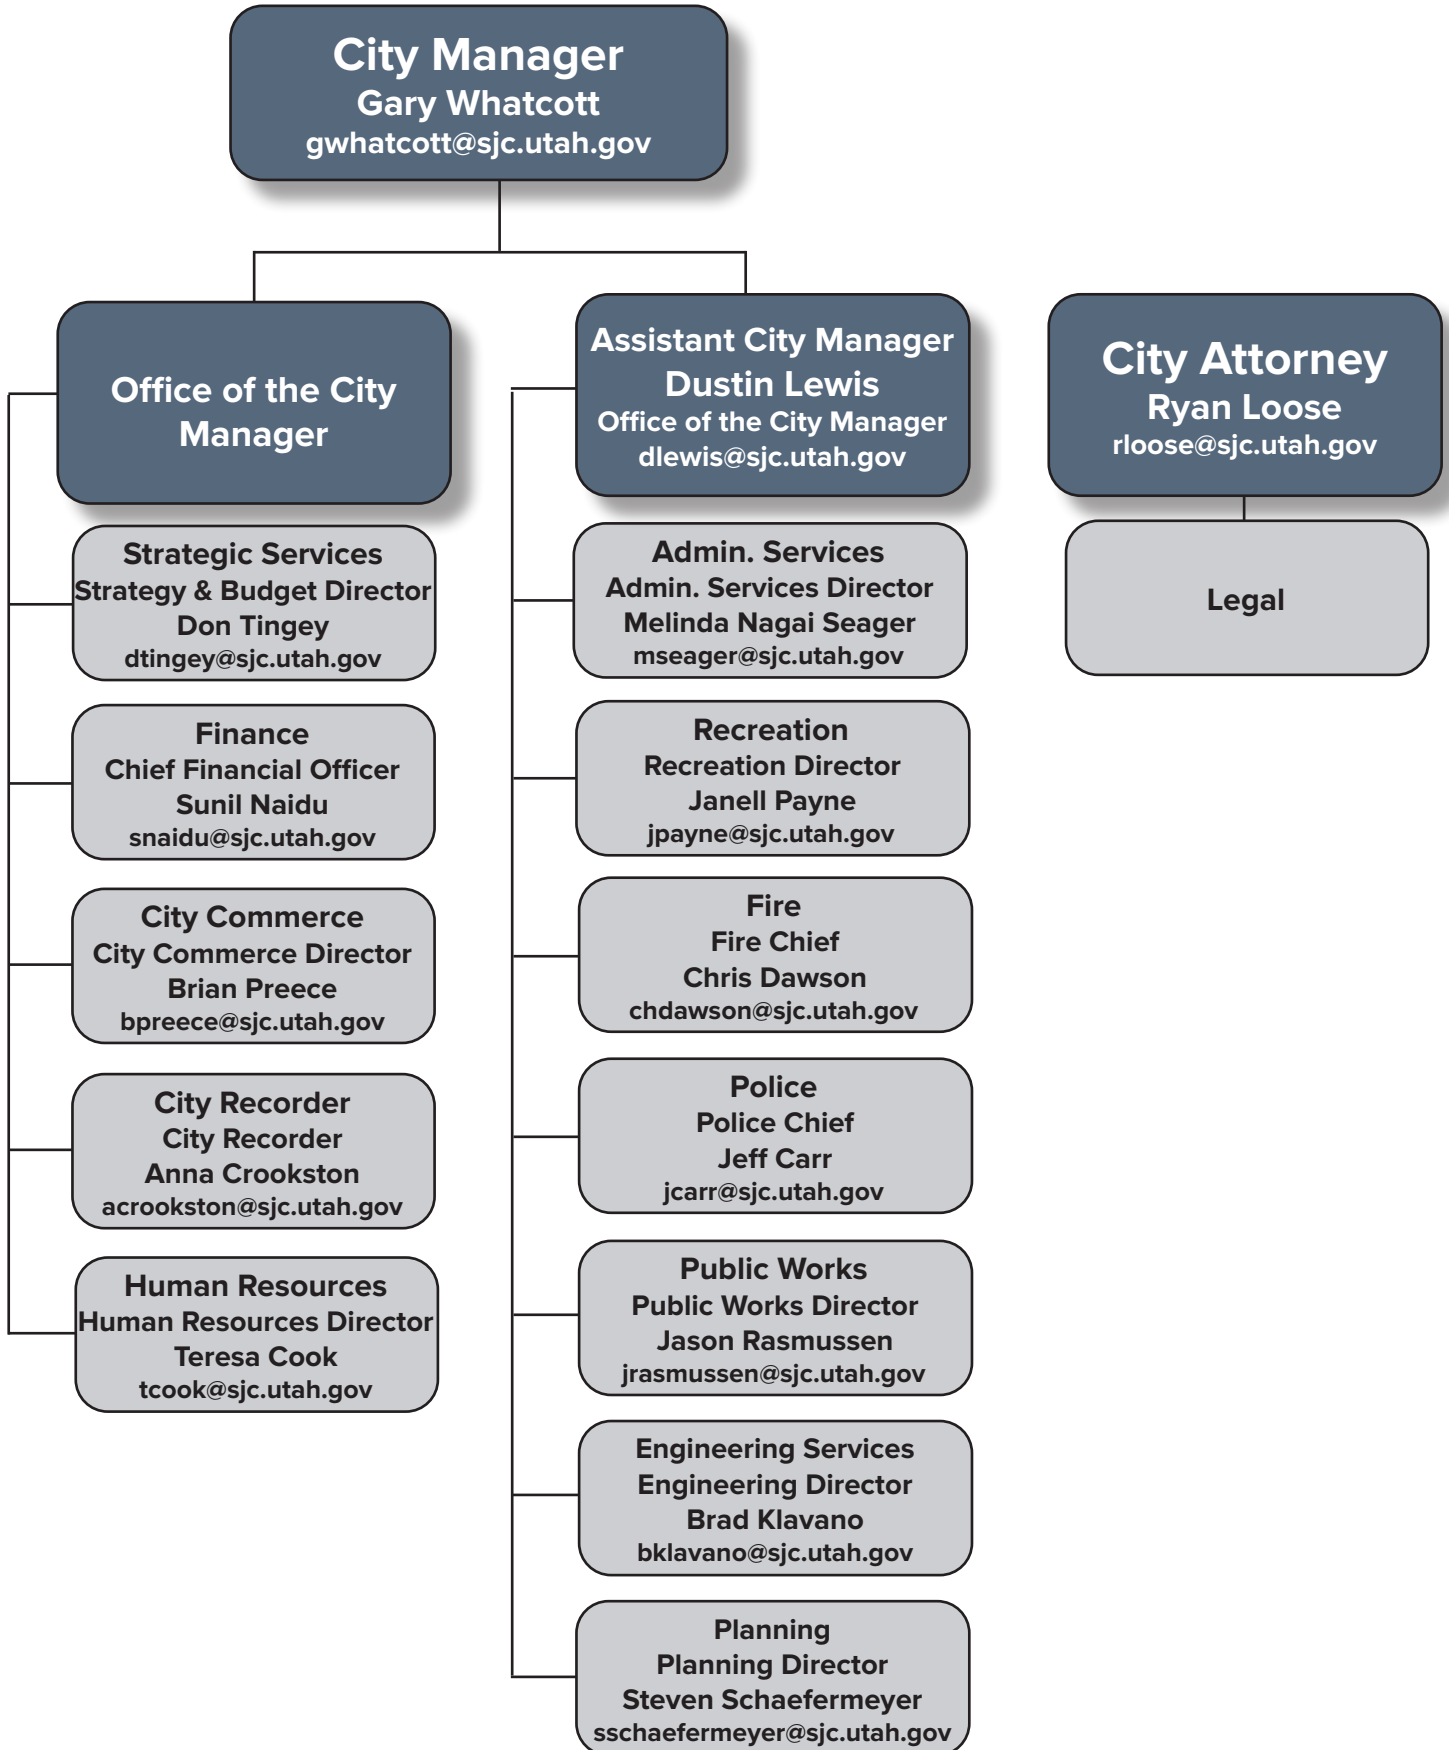 City Manager
Gary Whatcott
gwhatcott@sjc.utah.gov
Office of the City
Manager
Strategic Services
Strategy & Budget Director
Don Tingey
dtingey@sjc.utah.gov
Finance
Chief Financial Officer
Sunil Naidu
snaidu@sjc.utah.gov
City Commerce
City Commerce Director
Brian Preece
bpreece@sjc.utah.gov
City Recorder
City Recorder
Anna Crookston
acrookston@sjc.utah.gov
Human Resources
Human Resources Director
Teresa Cook
tcook@sjc.utah.gov
Assistant City Manager
Dustin Lewis
Office of the City Manager
dlewis@sjc.utah.gov
Admin. Services
Admin. Services Director
Melinda Nagai Seager
mseager@sjc.utah.gov
Recreation
Recreation Director
Janell Payne
jpayne@sjc.utah.gov
Fire
Fire Chief
Chris Dawson
chdawson@sjc.utah.gov
Police
Police Chief
Jeff Carr
jcarr@sjc.utah.gov
Public Works
Public Works Director
Jason Rasmussen
jrasmussen@sjc.utah.gov
Engineering Services
Engineering Director
Brad Klavano
bklavano@sjc.utah.gov
Planning
Planning Director
Steven Schaefermeyer
sschaefermeyer@sjc.utah.gov
City Attorney
Ryan Loose
rloose@sjc.utah.gov
Legal